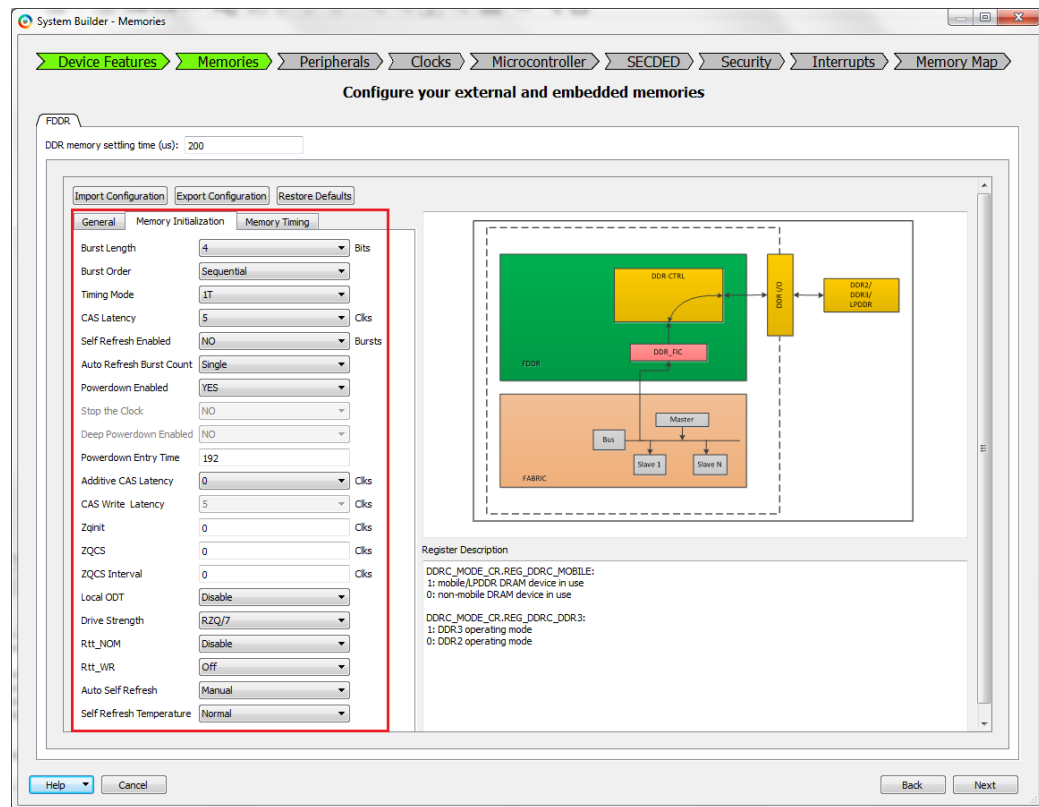 System Builder - Memories
Device Features Memories Peripherals Clocks Microcontroller SECDED Security Interrupts Memory Map
Configure your external and embedded memories
FDDR
DDR memory settling time (us): 200
Import Configuration Export Configuration Restore Defaults
General Memory Initialization Memory Timing
Burst Length 4 Bits
Burst Order Sequential
Timing Mode 1T
CAS Latency 5 Clks
Self Refresh Enabled NO Bursts
Auto Refresh Burst Count Single
Powerdown Enabled YES
Stop the Clock NO
Deep Powerdown Enabled NO
Powerdown Entry Time 192
Additive CAS Latency 0 Clks
CAS Write Latency 5 Clks
Zqinit 0 Clks
ZQCS 0 Clks
ZQCS Interval 0 Clks
Local ODT Disable
Drive Strength RZQ/7
Rtt_NOM Disable
Rtt_WR Off
Auto Self Refresh Manual
Self Refresh Temperature Normal
DDR-CTRL
DDR I/O
DDR2/
DDR3/
LPDDR
DDR_FIC
FDDR
Master
Bus
Slave 1 Slave N
FABRIC
Register Description
DDRC_MODE_CR.REG_DDRC_MOBILE:
1: mobile/LPDDR DRAM device in use
0: non-mobile DRAM device in use
DDRC_MODE_CR.REG_DDRC_DDR3:
1: DDR3 operating mode
0: DDR2 operating mode
Help Cancel Back Next